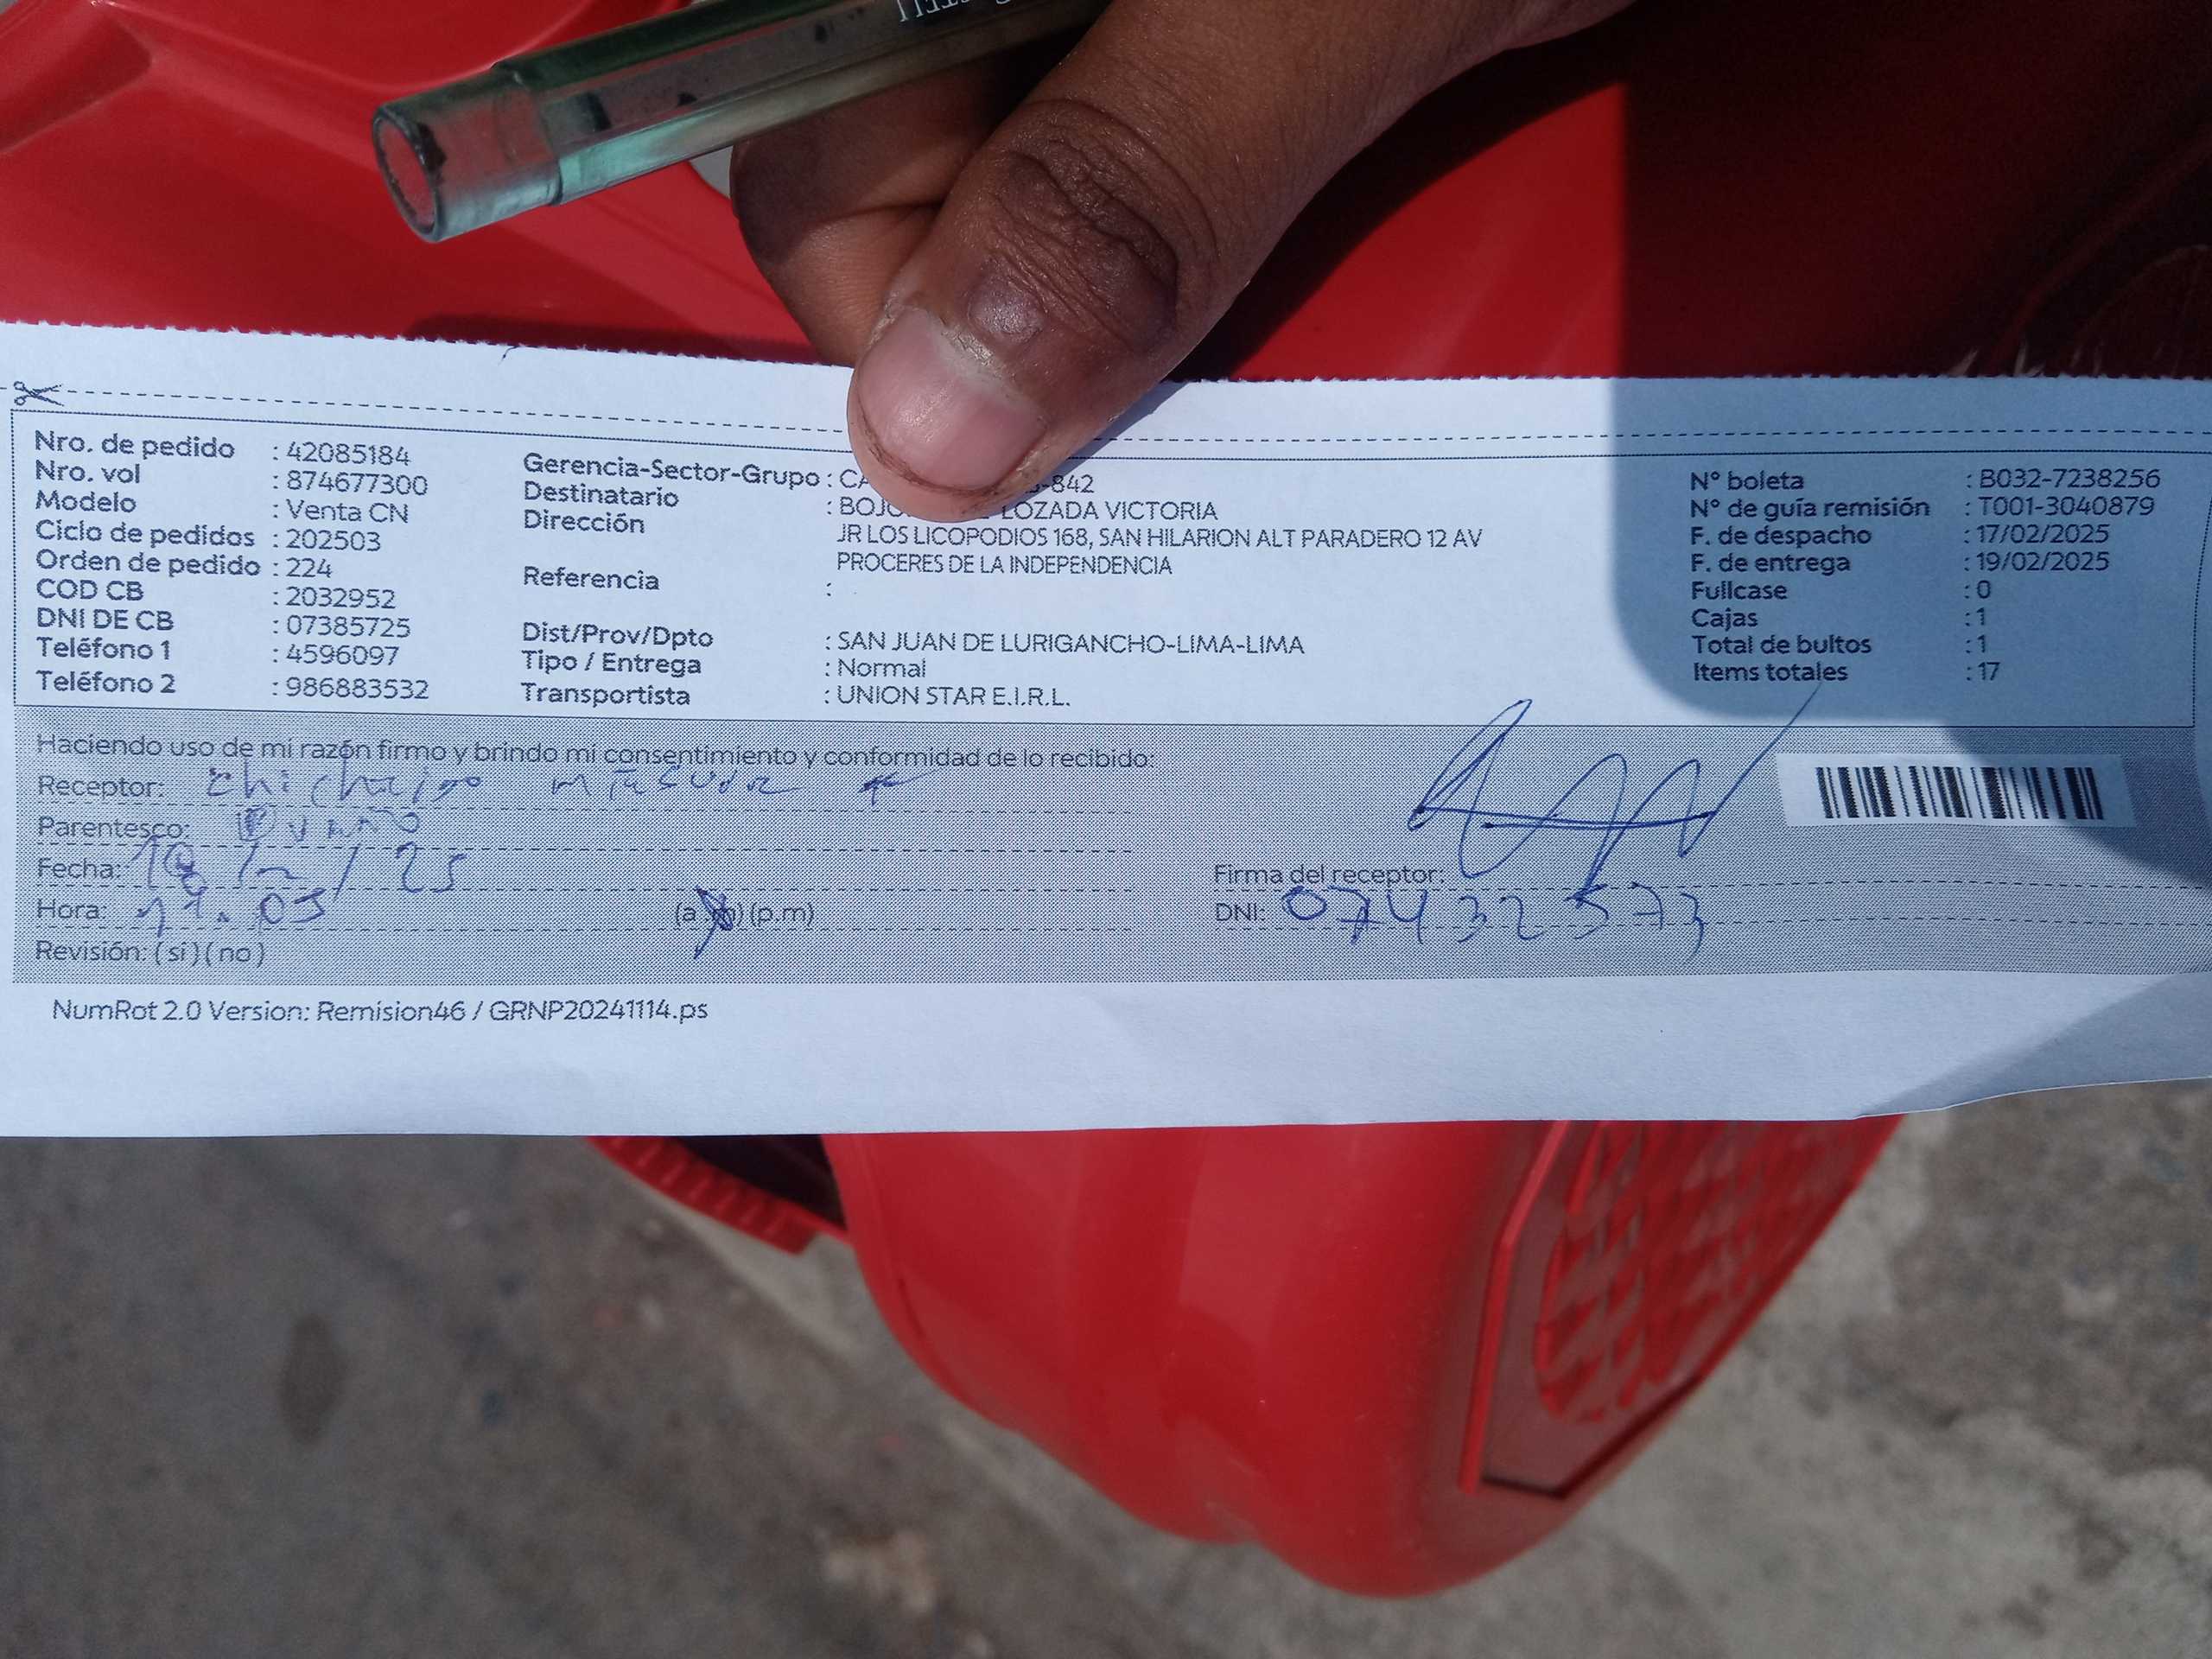 Nro. de pedido : 42085184
Nro. vol : 874677300
Modelo : Venta CN
Ciclo de pedidos : 202503
Orden de pedido : 224
COD CB : 2032952
DNI DE CB : 07385725
Teléfono 1 : 4596097
Teléfono 2 : 986883532
Gerencia-Sector-Grupo : -842
Destinatario : LOZADA VICTORIA
Dirección JR LOS LICOPODIOS 168, SAN HILARION ALT PARADERO 12 AV
PROCERES DE LA INDEPENDENCIA
Referencia :
Dist/Prov/Dpto : SAN JUAN DE LURIGANCHO-LIMA-LIMA
Tipo / Entrega : Normal
Transportista : UNION STAR E.I.R.L.
N° boleta : B032-7238256
N° de guía remisión : T001-3040879
F. de despacho : 17/02/2025
F. de entrega : 19/02/2025
Fullcase : 0
Cajas : 1
Total de bultos : 1
Items totales : 17
Haciendo uso de mi razón firmo y brindo mi consentimiento y conformidad de lo recibido:
Receptor:
Parentesco:
Fecha:
Hora: (a.m) (p.m)
Revisión: (si) (no)
Firma del receptor:
DNI: 07432573
NumRot 2.0 Version: Remision46 / GRNP20241114.ps